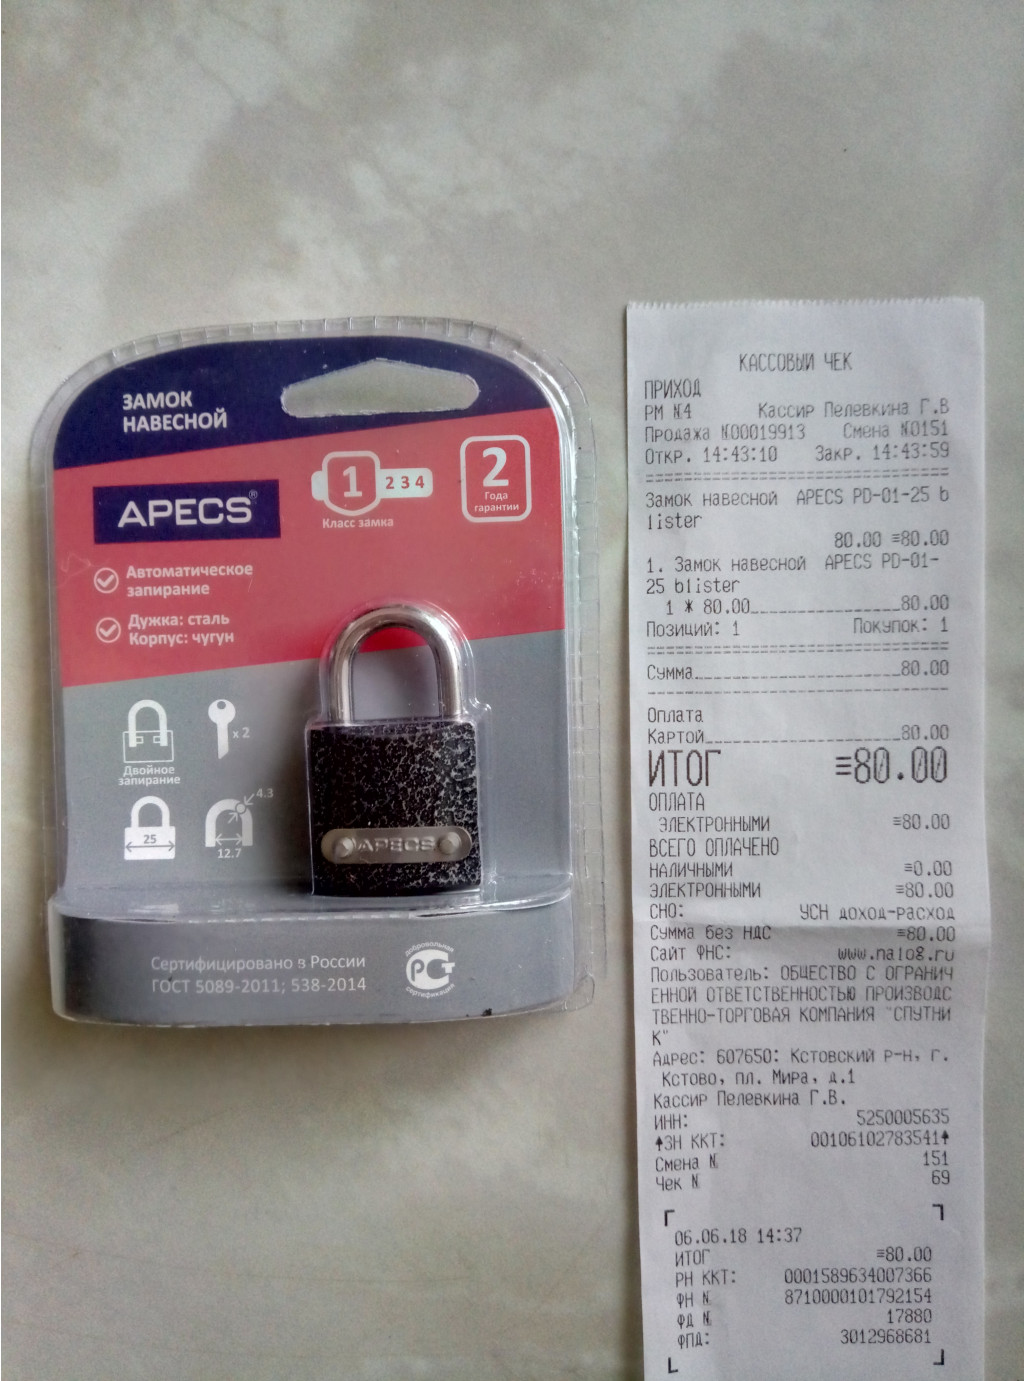 ЗАМОК
НАВЕСНОЙ
APECS®
1 2 3 4
Класс замка
2
Года
гарантии
Автоматическое
запирание
Дужка: сталь
Корпус: чугун
x 2
Двойное
запирание
25
4.3
12.7
APECS
Сертифицировано в России
ГОСТ 5089-2011; 538-2014
добровольная
РСТ
сертификация
КАССОВЫЙ ЧЕК
ПРИХОД
РМ №4 Кассир Пелевкина Г.В
Продажа №00019913 Смена №0151
Откр. 14:43:10 Закр. 14:43:59
Замок навесной APECS PD-01-25 b
lister
80.00 ≡80.00
1. Замок навесной APECS PD-01-
25 blister
1 * 80.00 80.00
Позиций: 1 Покупок: 1
Сумма 80.00
Оплата
Картой 80.00
ИТОГ ≡80.00
ОПЛАТА
ЭЛЕКТРОННЫМИ ≡80.00
ВСЕГО ОПЛАЧЕНО
НАЛИЧНЫМИ ≡0.00
ЭЛЕКТРОННЫМИ ≡80.00
СНО: УСН доход-расход
Сумма без НДС ≡80.00
Сайт ФНС: www.nalog.ru
Пользователь: ОБЩЕСТВО С ОГРАНИЧ
ЕННОЙ ОТВЕТСТВЕННОСТЬЮ ПРОИЗВОДС
ТВЕННО-ТОРГОВАЯ КОМПАНИЯ "СПУТНИ
К"
Адрес: 607650: Кстовский р-н, г.
Кстово, пл. Мира, д.1
Кассир Пелевкина Г.В.
ИНН: 5250005635
↑ЗН ККТ: 00106102783541↑
Смена № 151
Чек № 69
06.06.18 14:37
ИТОГ ≡80.00
РН ККТ: 0001589634007366
ФН № 8710000101792154
ФД № 17880
ФПД: 3012968681